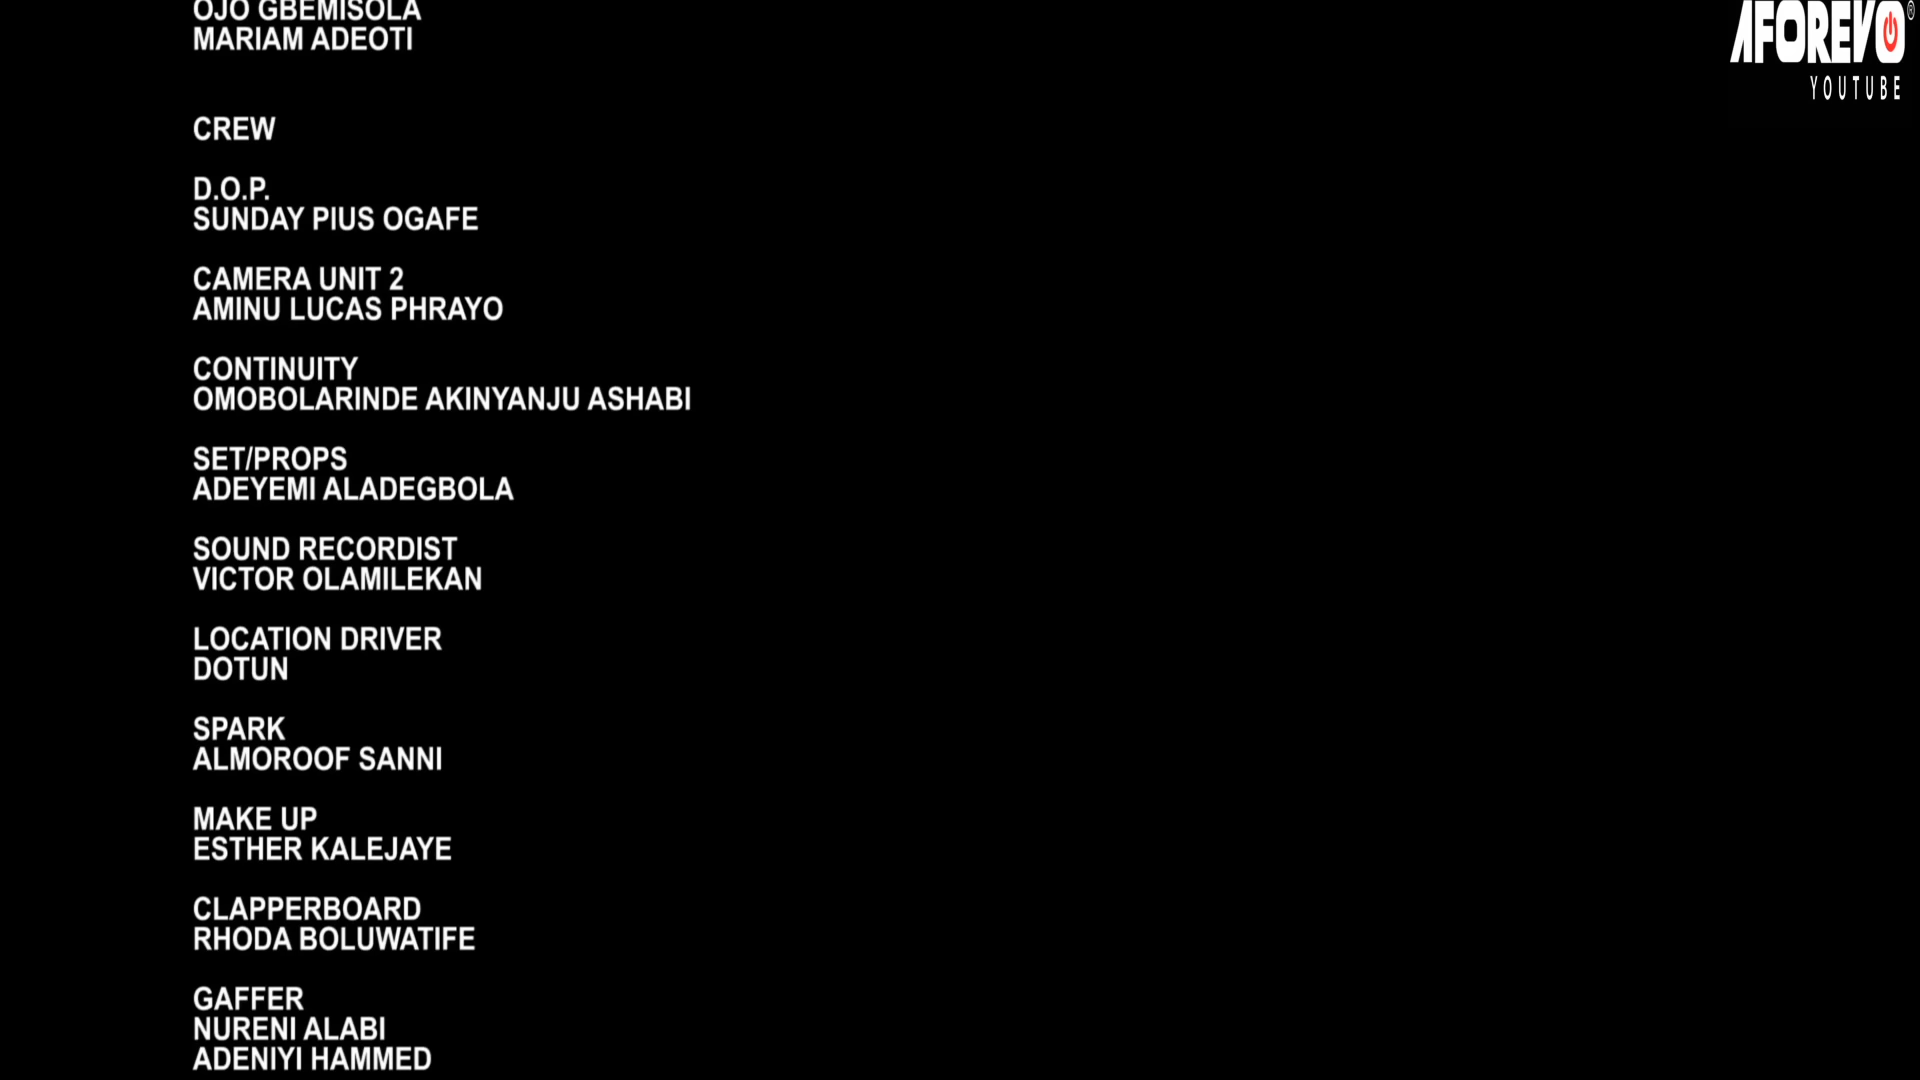 OJO GBEMISOLA
MARIAM ADEOTI
CREW
D.O.P.
SUNDAY PIUS OGAFE
CAMERA UNIT 2
AMINU LUCAS PHRAYO
CONTINUITY
OMOBOLARINDE AKINYANJU ASHABI
SET/PROPS
ADEYEMI ALADEGBOLA
SOUND RECORDIST
VICTOR OLAMILEKAN
LOCATION DRIVER
DOTUN
SPARK
ALMOROOF SANNI
MAKE UP
ESTHER KALEJAYE
CLAPPERBOARD
RHODA BOLUWATIFE
GAFFER
NURENI ALABI
ADENIYI HAMMED
AFOREVO®
YOUTUBE